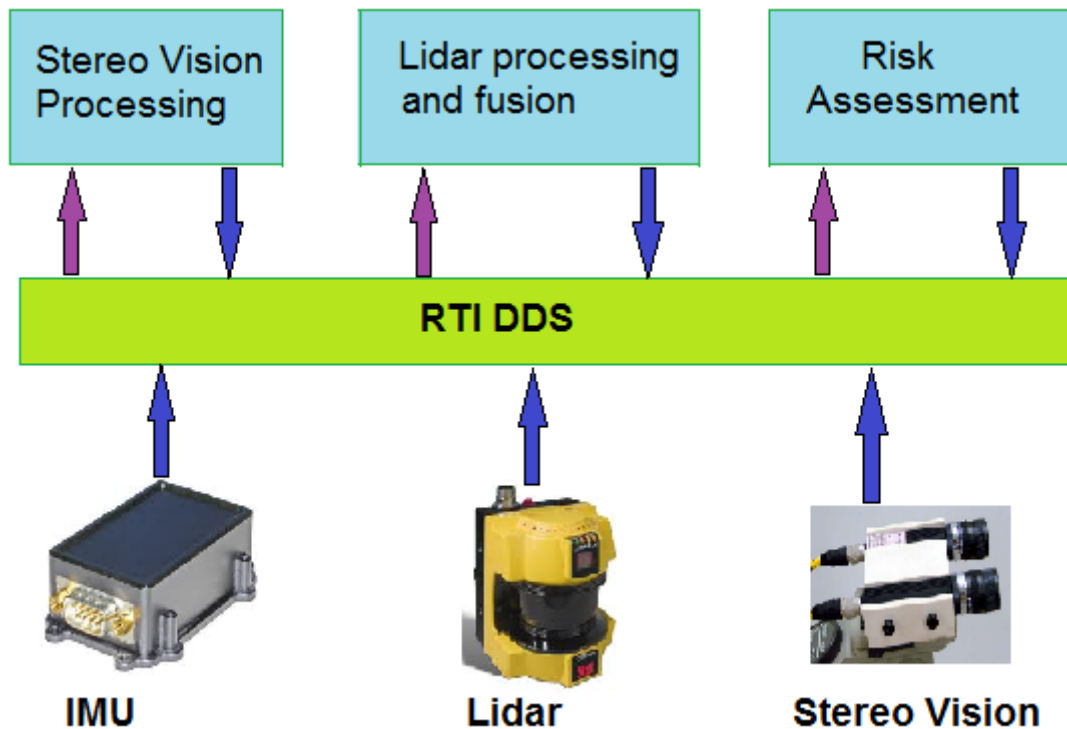 Stereo Vision
Processing
Lidar processing
and fusion
Risk
Assessment
RTI DDS
IMU
Lidar
Stereo Vision